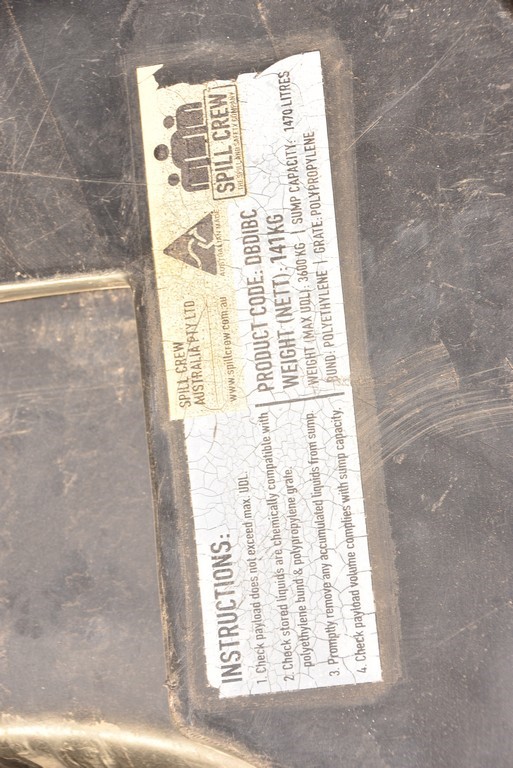 INSTRUCTIONS:
1. Check payload does not exceed max. UDL.
2. Check stored liquids are chemically compatible with
polyethylene bund & polypropylene grate.
3. Promptly remove any accumulated liquids from sump.
4. Check payload volume complies with sump capacity.
SPILL CREW
AUSTRALIA PTY LTD
www.spillcrew.com.au
AUSTRALIAN MADE
SPILL CREW
THE SPILL AND SAFETY COMPANY
PRODUCT CODE: DBDIBC
WEIGHT (NETT): 141KG
WEIGHT (MAX UDL): 3600 KG | SUMP CAPACITY: 1470 LITRES
BUND: POLYETHYLENE | GRATE: POLYPROPYLENE